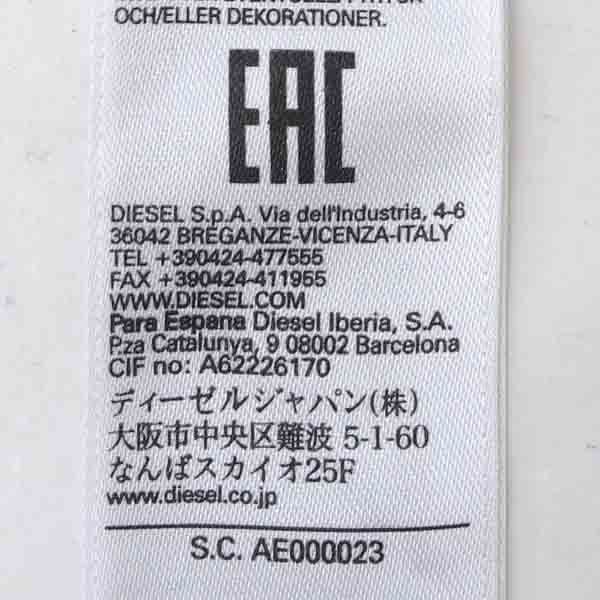 OCH/ELLER DEKORATIONER.
EAC
DIESEL S.p.A. Via dell'Industria, 4-6
36042 BREGANZE-VICENZA-ITALY
TEL +390424-477555
FAX +390424-411955
WWW.DIESEL.COM
Para Espana Diesel Iberia, S.A.
P.za Catalunya, 9 08002 Barcelona
CIF no: A62226170
ディーゼルジャパン(株)
大阪市中央区難波 5-1-60
なんばスカイオ25F
www.diesel.co.jp
S.C. AE000023